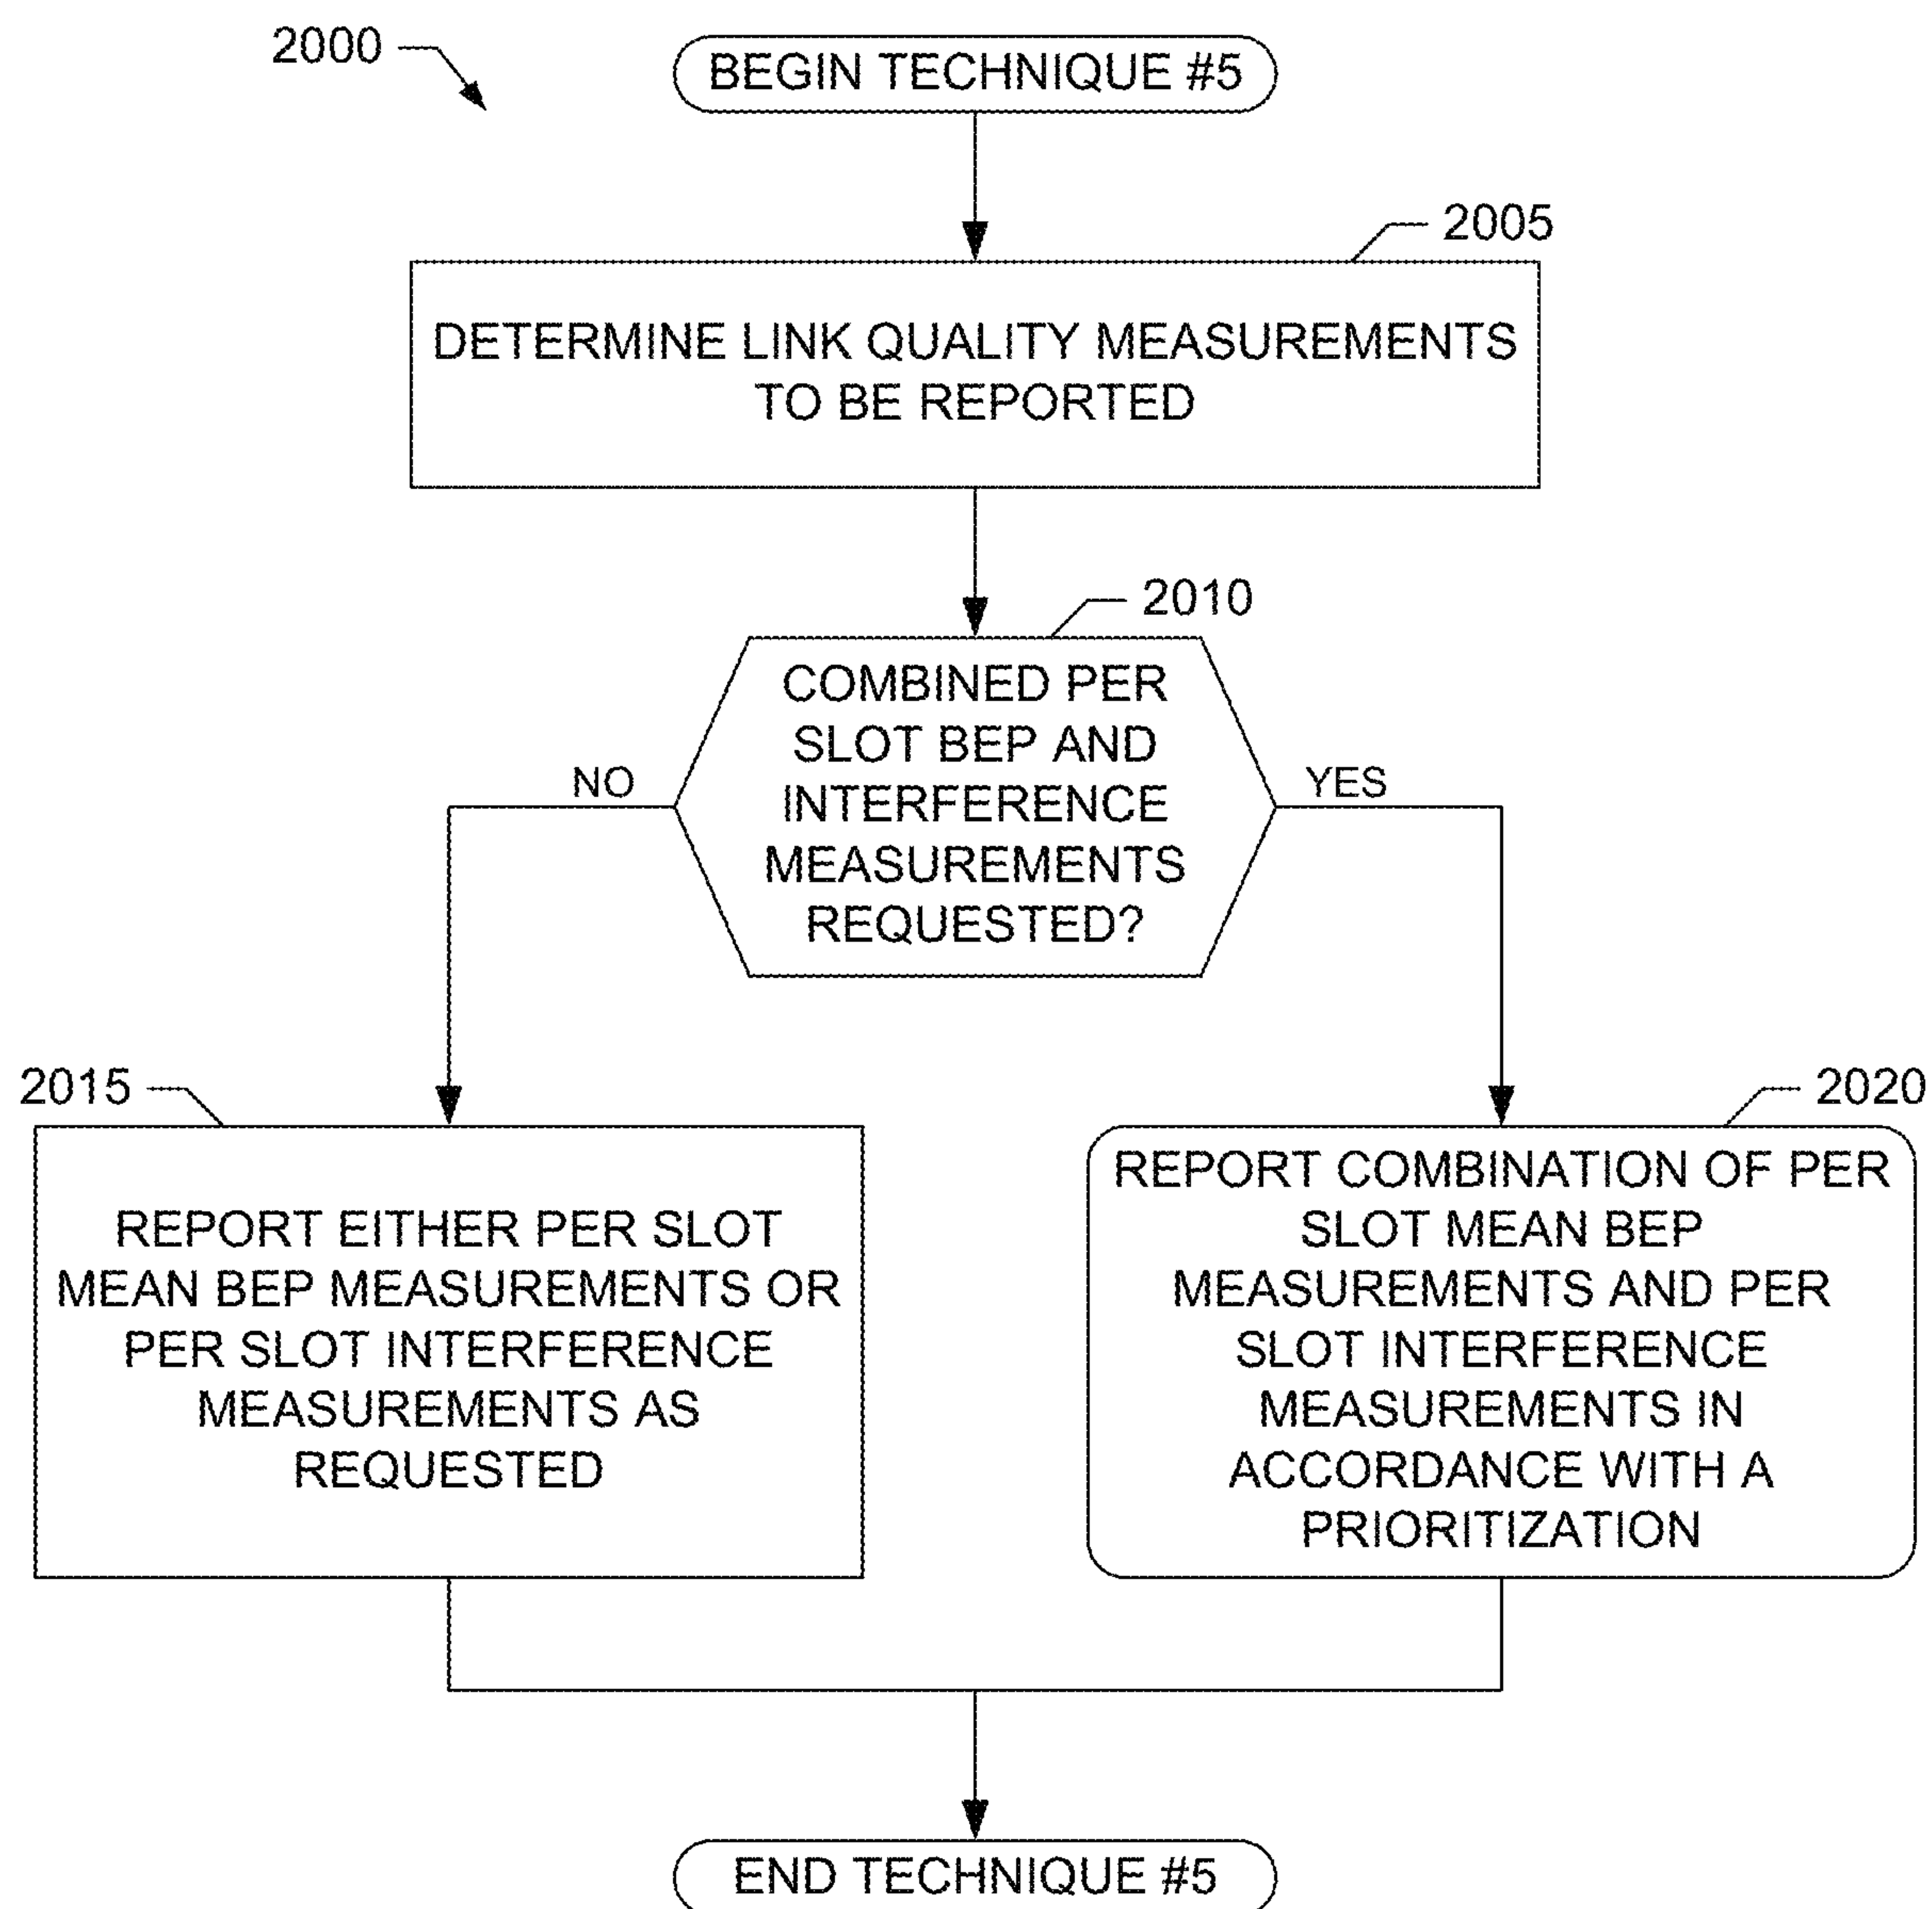 2000
BEGIN TECHNIQUE #5
2005
DETERMINE LINK QUALITY MEASUREMENTS
TO BE REPORTED
2010
COMBINED PER
SLOT BEP AND
INTERFERENCE
MEASUREMENTS
REQUESTED?
NO
YES
2015
REPORT EITHER PER SLOT
MEAN BEP MEASUREMENTS OR
PER SLOT INTERFERENCE
MEASUREMENTS AS
REQUESTED
2020
REPORT COMBINATION OF PER
SLOT MEAN BEP
MEASUREMENTS AND PER
SLOT INTERFERENCE
MEASUREMENTS IN
ACCORDANCE WITH A
PRIORITIZATION
END TECHNIQUE #5